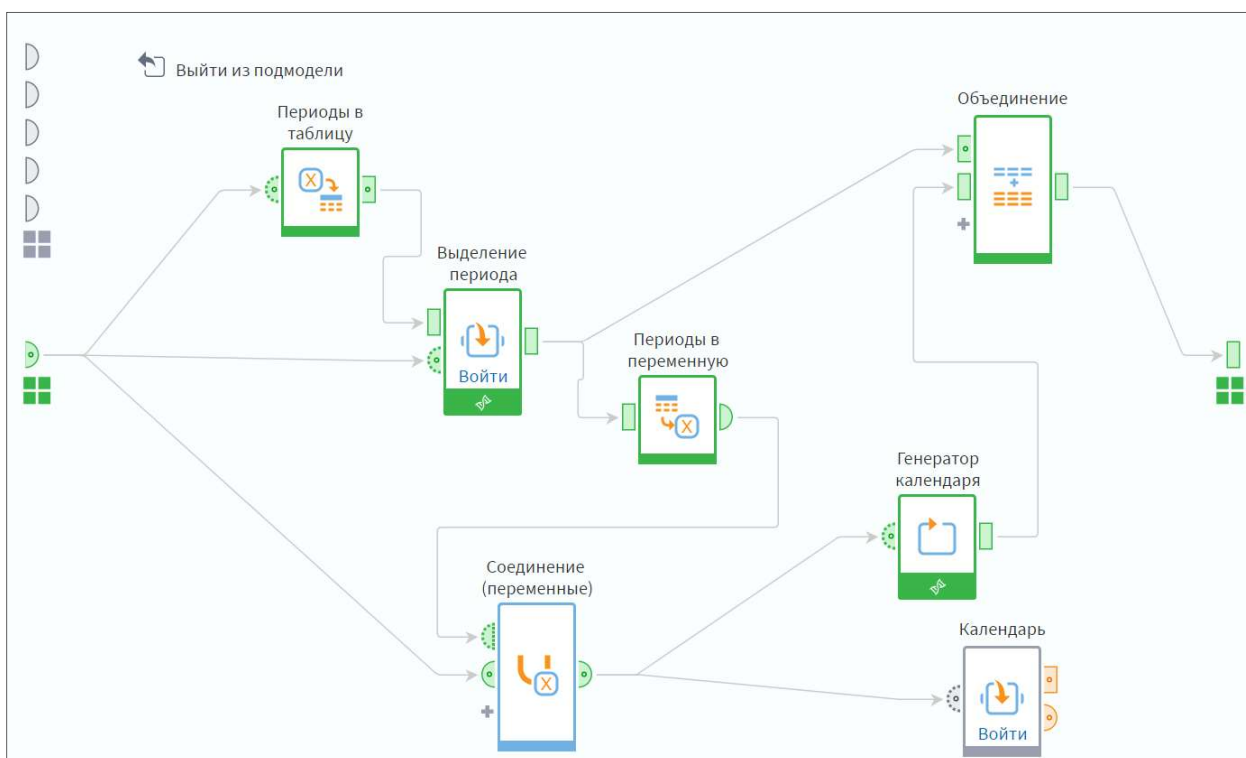 Выйти из подмодели
Периоды в
таблицу
Объединение
Выделение
периода
Войти
Периоды в
переменную
Генератор
календаря
Соединение
(переменные)
Календарь
Войти